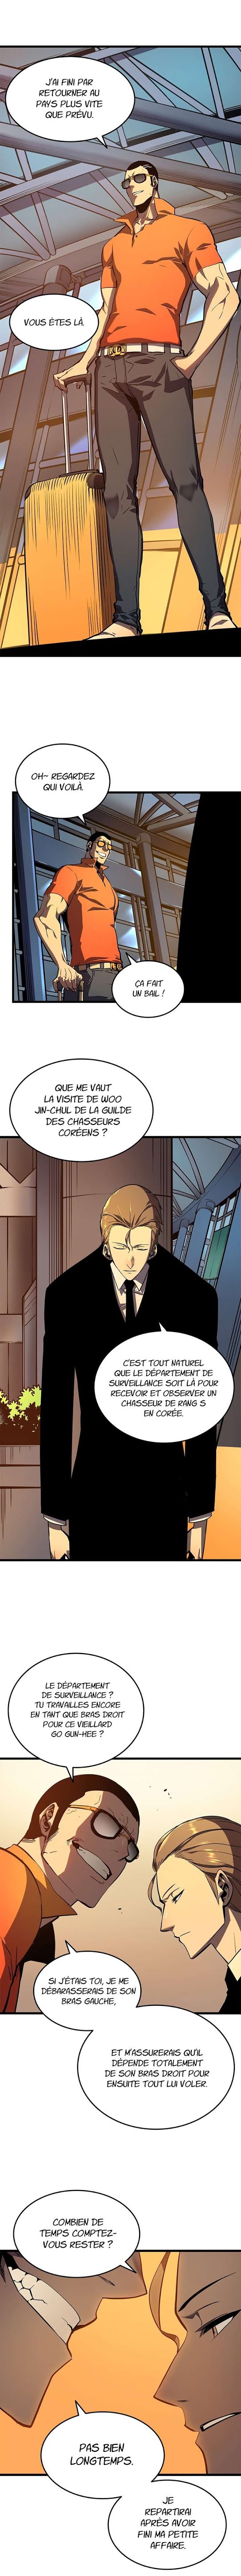 J'AI FINI PAR
RETOURNER AU
PAYS PLUS VITE
QUE PRÉVU.
VOUS ÊTES LÀ.
OH~ REGARDEZ
QUI VOILÀ.
ÇA FAIT
UN BAIL !
QUE ME VAUT
LA VISITE DE WOO
JIN-CHUL DE LA GUILDE
DES CHASSEURS
CORÉENS ?
C'EST TOUT NATUREL
QUE LE DÉPARTEMENT DE
SURVEILLANCE SOIT LÀ POUR
RECEVOIR ET OBSERVER UN
CHASSEUR DE RANG S
EN CORÉE.
LE DÉPARTEMENT
DE SURVEILLANCE ?
TU TRAVAILLES ENCORE
EN TANT QUE BRAS DROIT
POUR CE VIEILLARD
GO GUN-HEE ?
SI J'ÉTAIS TOI, JE ME
DÉBARASSERAIS DE SON
BRAS GAUCHE,
ET M'ASSURERAIS QU'IL
DÉPENDE TOTALEMENT
DE SON BRAS DROIT POUR
ENSUITE TOUT LUI VOLER.
COMBIEN DE
TEMPS COMPTEZ-
VOUS RESTER ?
PAS BIEN
LONGTEMPS.
JE
REPARTIRAI
APRÈS AVOIR
FINI MA PETITE
AFFAIRE.